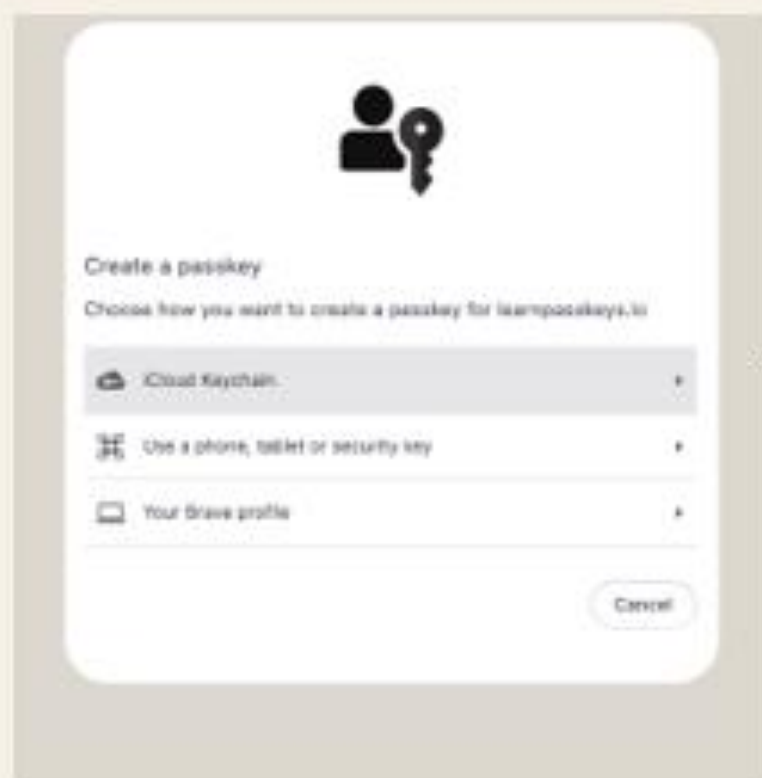 Create a passkey
Choose how you want to create a passkey for learnpasskeys.io
iCloud Keychain
Use a phone, tablet or security key
Your Brave profile
Cancel